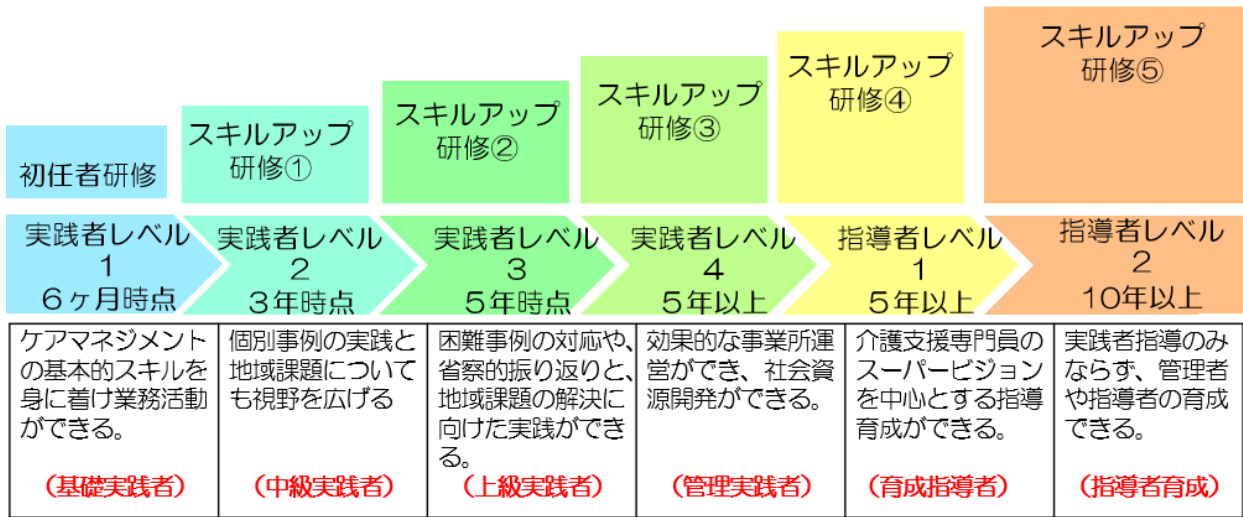 初任者研修
スキルアップ
研修①
スキルアップ
研修②
スキルアップ
研修③
スキルアップ
研修④
スキルアップ
研修⑤
実践者レベル
1
6ヶ月時点
実践者レベル
2
3年時点
実践者レベル
3
5年時点
実践者レベル
4
5年以上
指導者レベル
1
5年以上
指導者レベル
2
10年以上
ケアマネジメント
の基本的スキルを
身に着け業務活動
ができる。
（基礎実践者）
個別事例の実践と
地域課題について
も視野を広げる
（中級実践者）
困難事例の対応や、
省察的振り返りと、
地域課題の解決に
向けた実践ができ
る。
（上級実践者）
効果的な事業所運
営ができ、社会資
源開発ができる。
（管理実践者）
介護支援専門員の
スーパービジョン
を中心とする指導
育成ができる。
（育成指導者）
実践者指導のみ
ならず、管理者
や指導者の育成
できる。
（指導者育成）